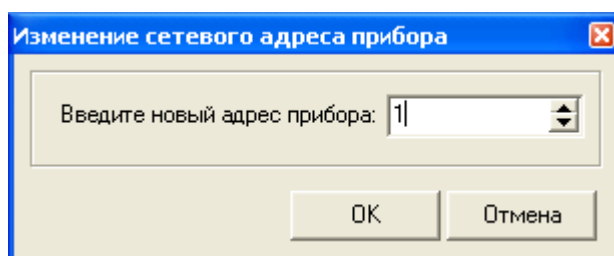 Изменение сетевого адреса прибора
Введите новый адрес прибора: 1
OK Отмена